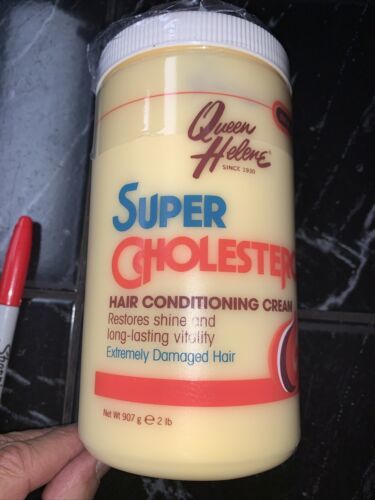 Queen
Helene
SINCE 1930
SUPER
CHOLESTERO
HAIR CONDITIONING CREAM
Restores shine and
long-lasting vitality
Extremely Damaged Hair
Net Wt 907 g e 2 lb